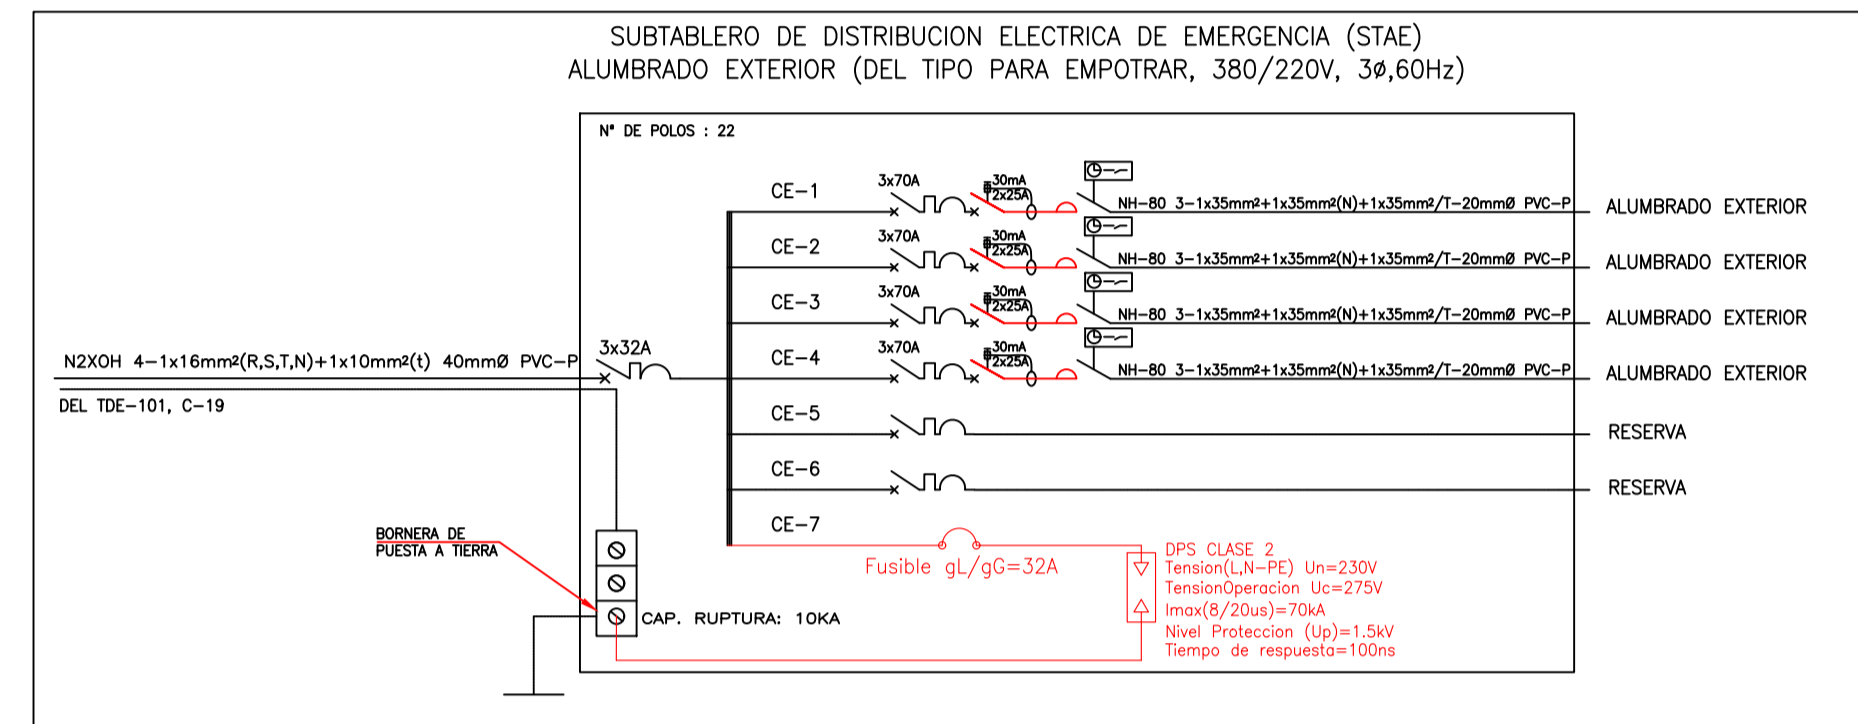 SUBTABLERO DE DISTRIBUCION ELECTRICA DE EMERGENCIA (STAE)
ALUMBRADO EXTERIOR (DEL TIPO PARA EMPOTRAR, 380/220V, 3ø,60Hz)
N° DE POLOS : 22
CE-1
3x70A
30mA
2x25A
NH-80 3-1x35mm²+1x35mm²(N)+1x35mm²/T-20mmØ PVC-P
ALUMBRADO EXTERIOR
CE-2
3x70A
30mA
2x25A
NH-80 3-1x35mm²+1x35mm²(N)+1x35mm²/T-20mmØ PVC-P
ALUMBRADO EXTERIOR
CE-3
3x70A
30mA
2x25A
NH-80 3-1x35mm²+1x35mm²(N)+1x35mm²/T-20mmØ PVC-P
ALUMBRADO EXTERIOR
N2XOH 4-1x16mm²(R,S,T,N)+1x10mm²(t) 40mmØ PVC-P
3x32A
CE-4
3x70A
30mA
2x25A
NH-80 3-1x35mm²+1x35mm²(N)+1x35mm²/T-20mmØ PVC-P
ALUMBRADO EXTERIOR
DEL TDE-101, C-19
CE-5
RESERVA
CE-6
RESERVA
CE-7
BORNERA DE
PUESTA A TIERRA
Fusible gL/gG=32A
DPS CLASE 2
Tension(L,N-PE) Un=230V
TensionOperacion Uc=275V
Imax(8/20us)=70kA
Nivel Proteccion (Up)=1.5kV
Tiempo de respuesta=100ns
CAP. RUPTURA: 10KA